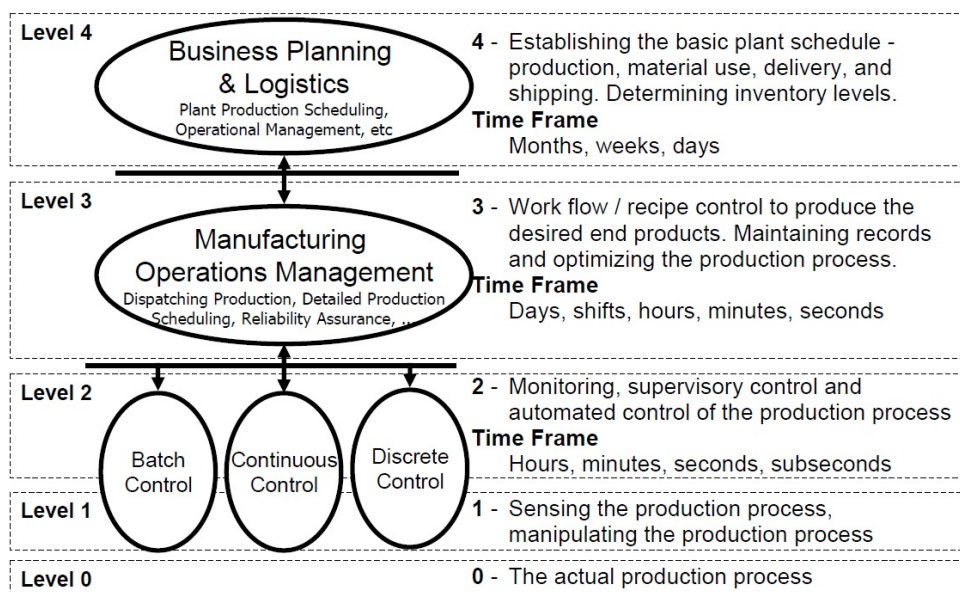 Level 4
Business Planning
& Logistics
Plant Production Scheduling,
Operational Management, etc
4 - Establishing the basic plant schedule -
production, material use, delivery, and
shipping. Determining inventory levels.
Time Frame
Months, weeks, days
Level 3
Manufacturing
Operations Management
Dispatching Production, Detailed Production
Scheduling, Reliability Assurance, ...
3 - Work flow / recipe control to produce the
desired end products. Maintaining records
and optimizing the production process.
Time Frame
Days, shifts, hours, minutes, seconds
Level 2
Batch
Control
Continuous
Control
Discrete
Control
2 - Monitoring, supervisory control and
automated control of the production process
Time Frame
Hours, minutes, seconds, subseconds
Level 1
1 - Sensing the production process,
manipulating the production process
Level 0
0 - The actual production process